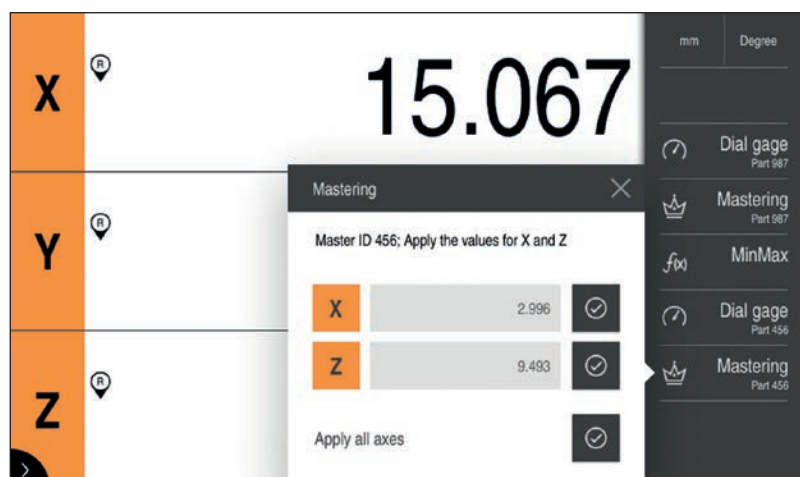 mm
Degree
X
R
15.067
Dial gage
Part 987
Mastering
Mastering
Part 987
Master ID 456; Apply the values for X and Z
Y
R
f(x)
MinMax
X
2.996
Dial gage
Part 456
Z
9.493
Mastering
Part 456
Z
R
Apply all axes